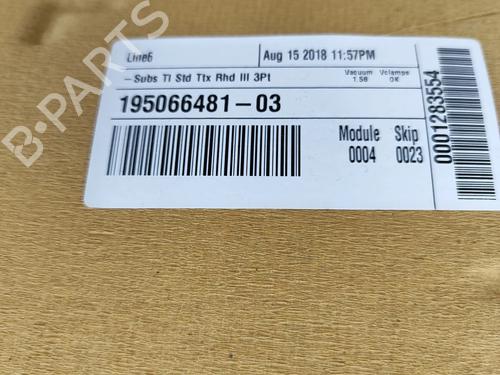 Line6
Aug 15 2018 11:57PM
- Subs Tl Std Ttx Rhd III 3Pt
Vacuum
1.58
Volamps
OK
195066481-03
Module
0004
Skip
0023
0001283554
B-PARTS